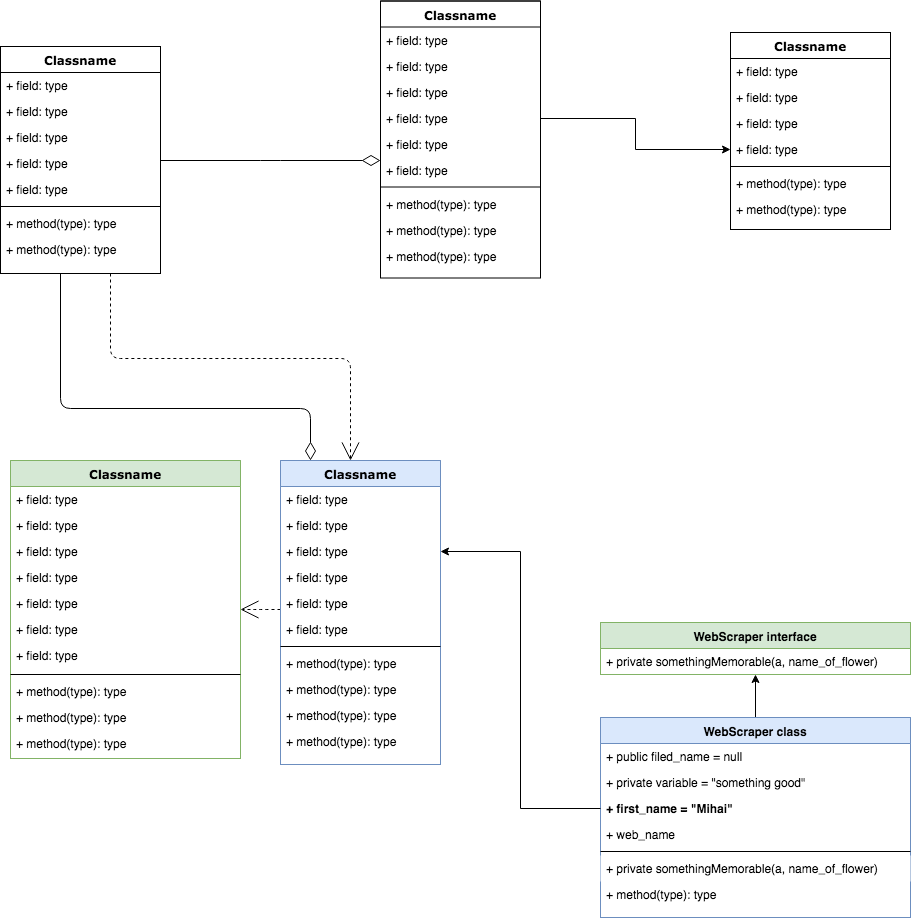 Classname
+ field: type
+ field: type
+ field: type
+ field: type
+ field: type
+ method(type): type
+ method(type): type
Classname
+ field: type
+ field: type
+ field: type
+ field: type
+ field: type
+ field: type
+ method(type): type
+ method(type): type
+ method(type): type
Classname
+ field: type
+ field: type
+ field: type
+ field: type
+ method(type): type
+ method(type): type
Classname
+ field: type
+ field: type
+ field: type
+ field: type
+ field: type
+ field: type
+ field: type
+ method(type): type
+ method(type): type
+ method(type): type
Classname
+ field: type
+ field: type
+ field: type
+ field: type
+ field: type
+ field: type
+ method(type): type
+ method(type): type
+ method(type): type
+ method(type): type
WebScraper interface
+ private somethingMemorable(a, name_of_flower)
WebScraper class
+ public filed_name = null
+ private variable = "something good"
+ first_name = "Mihai"
+ web_name
+ private somethingMemorable(a, name_of_flower)
+ method(type): type